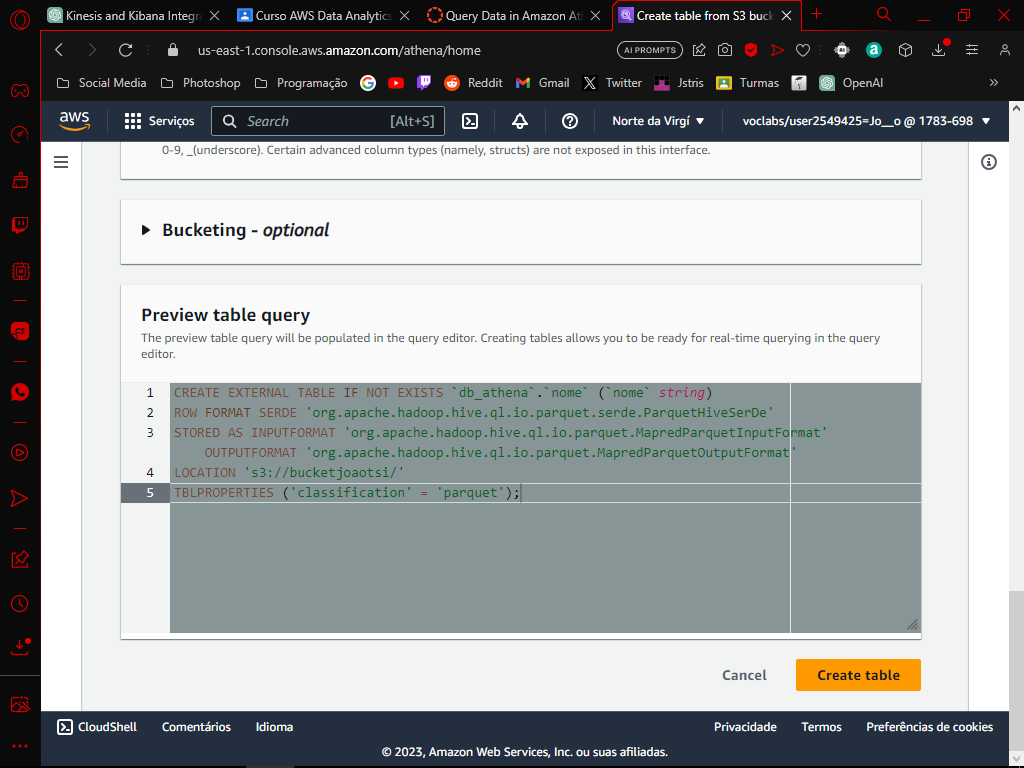 Kinesis and Kibana Integra
Curso AWS Data Analytics
Query Data in Amazon At
Create table from S3 buck
us-east-1.console.aws.amazon.com/athena/home
AI PROMPTS
Social Media
Photoshop
Programação
Reddit
Gmail
Twitter
Jstris
Turmas
OpenAI
aws
Serviços
Search [Alt+S]
Norte da Virgí
voclabs/user2549425=Jo__o @ 1783-698
0-9, _(underscore). Certain advanced column types (namely, structs) are not exposed in this interface.
Bucketing - optional
Preview table query
The preview table query will be populated in the query editor. Creating tables allows you to be ready for real-time querying in the query
editor.
1 CREATE EXTERNAL TABLE IF NOT EXISTS `db_athena`.`nome` (`nome` string)
2 ROW FORMAT SERDE 'org.apache.hadoop.hive.ql.io.parquet.serde.ParquetHiveSerDe'
3 STORED AS INPUTFORMAT 'org.apache.hadoop.hive.ql.io.parquet.MapredParquetInputFormat'
OUTPUTFORMAT 'org.apache.hadoop.hive.ql.io.parquet.MapredParquetOutputFormat'
4 LOCATION 's3://bucketjoaotsi/'
5 TBLPROPERTIES ('classification' = 'parquet');
Cancel
Create table
CloudShell
Comentários
Idioma
Privacidade
Termos
Preferências de cookies
© 2023, Amazon Web Services, Inc. ou suas afiliadas.